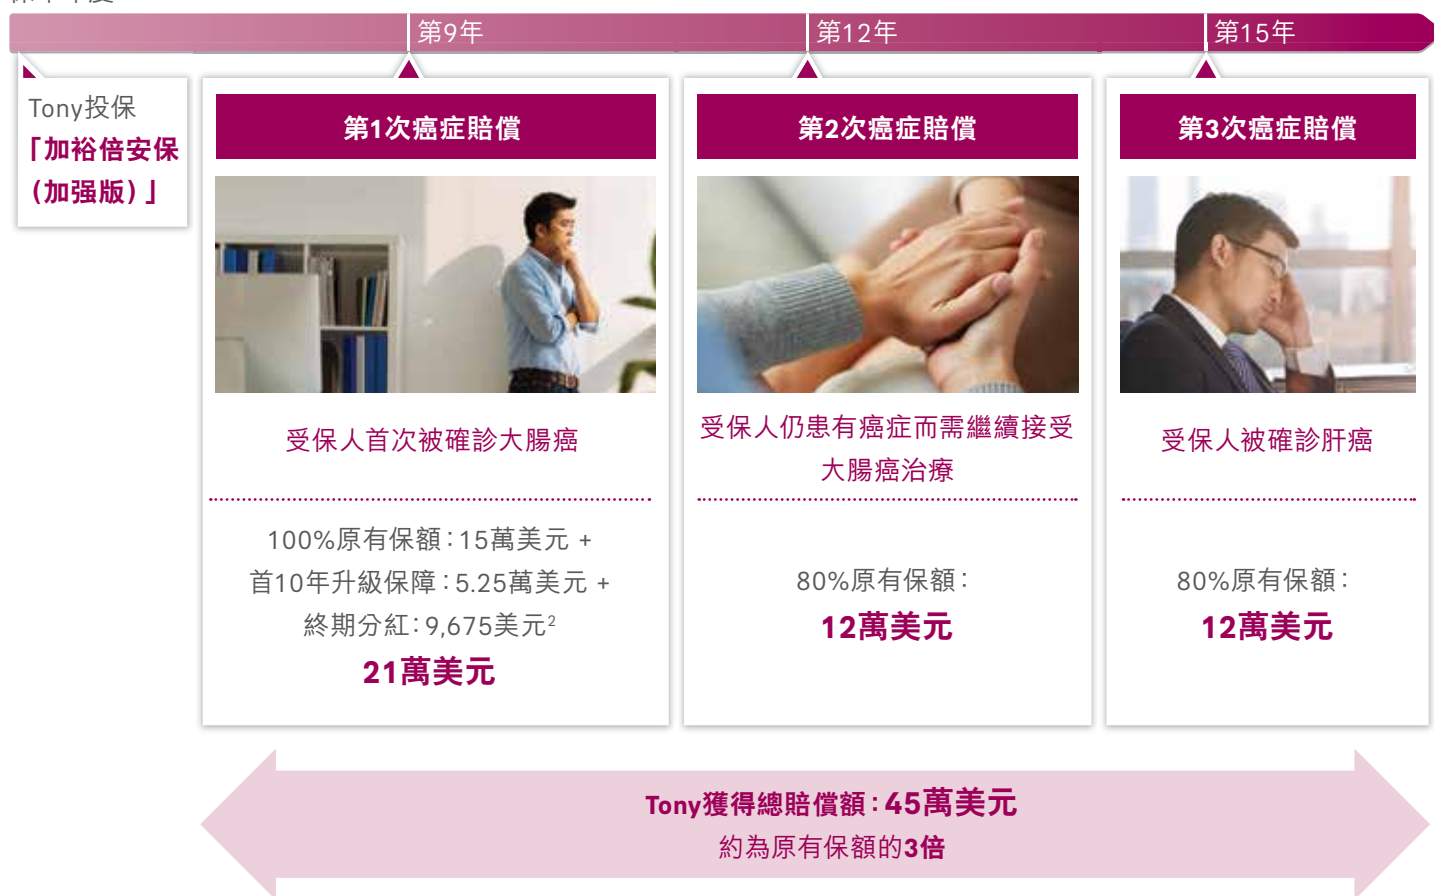 第9年
第12年
第15年
Tony投保
「加裕倍安保
(加强版)」
第1次癌症賠償
受保人首次被確診大腸癌
100%原有保額:15萬美元 +
首10年升級保障:5.25萬美元 +
終期分紅:9,675美元2
21萬美元
第2次癌症賠償
受保人仍患有癌症而需繼續接受
大腸癌治療
80%原有保額:
12萬美元
第3次癌症賠償
受保人被確診肝癌
80%原有保額:
12萬美元
Tony獲得總賠償額:45萬美元
約為原有保額的3倍